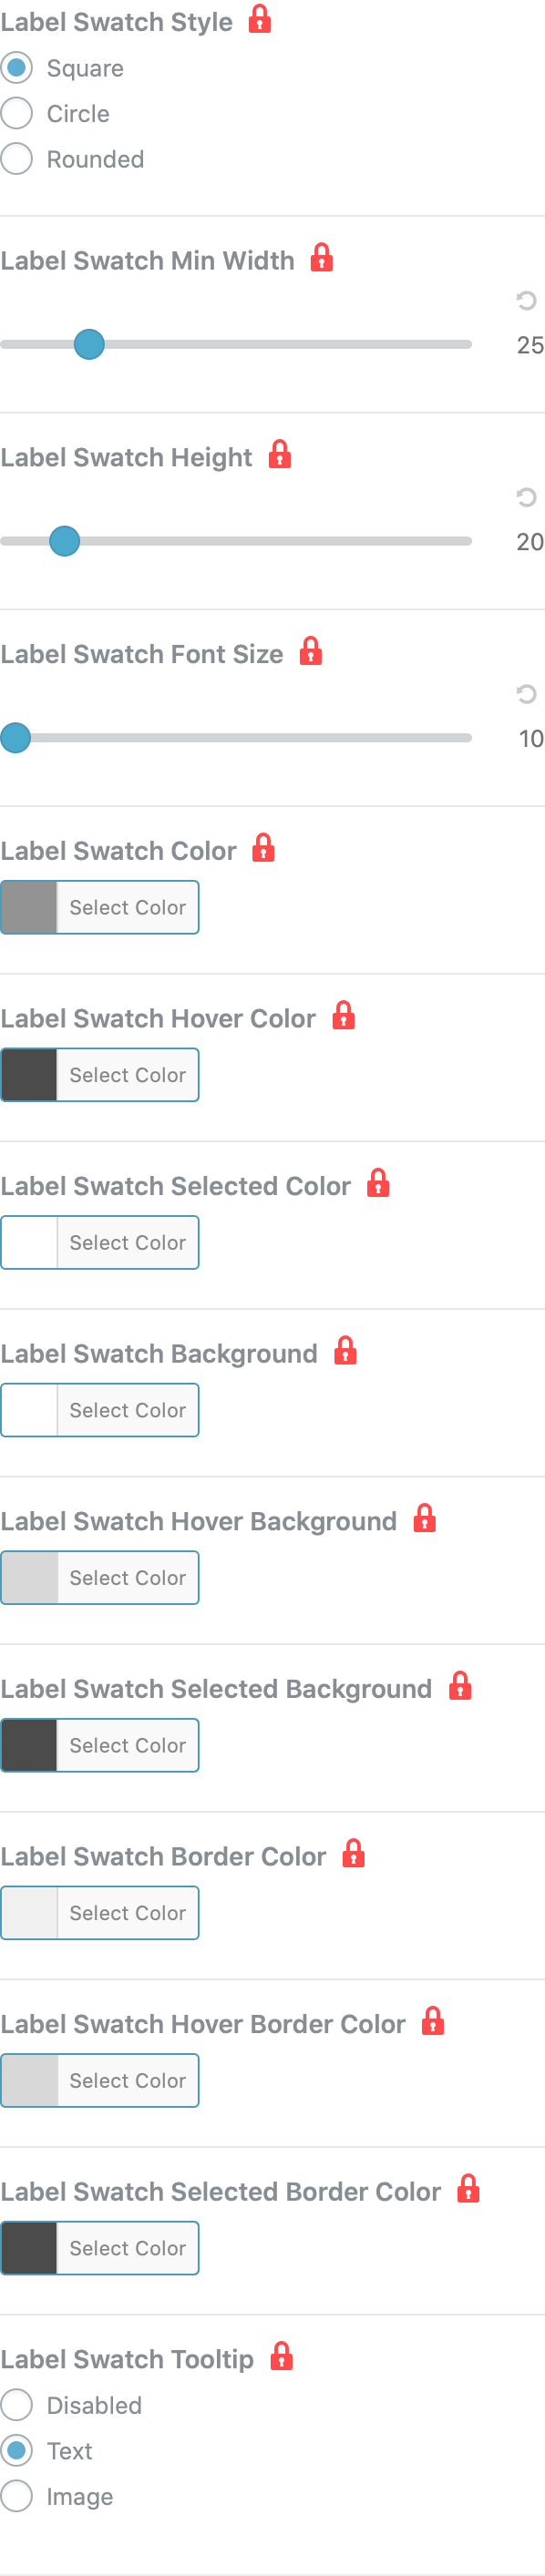 Label Swatch Style
Square
Circle
Rounded
Label Swatch Min Width
25
Label Swatch Height
20
Label Swatch Font Size
10
Label Swatch Color
Select Color
Label Swatch Hover Color
Select Color
Label Swatch Selected Color
Select Color
Label Swatch Background
Select Color
Label Swatch Hover Background
Select Color
Label Swatch Selected Background
Select Color
Label Swatch Border Color
Select Color
Label Swatch Hover Border Color
Select Color
Label Swatch Selected Border Color
Select Color
Label Swatch Tooltip
Disabled
Text
Image